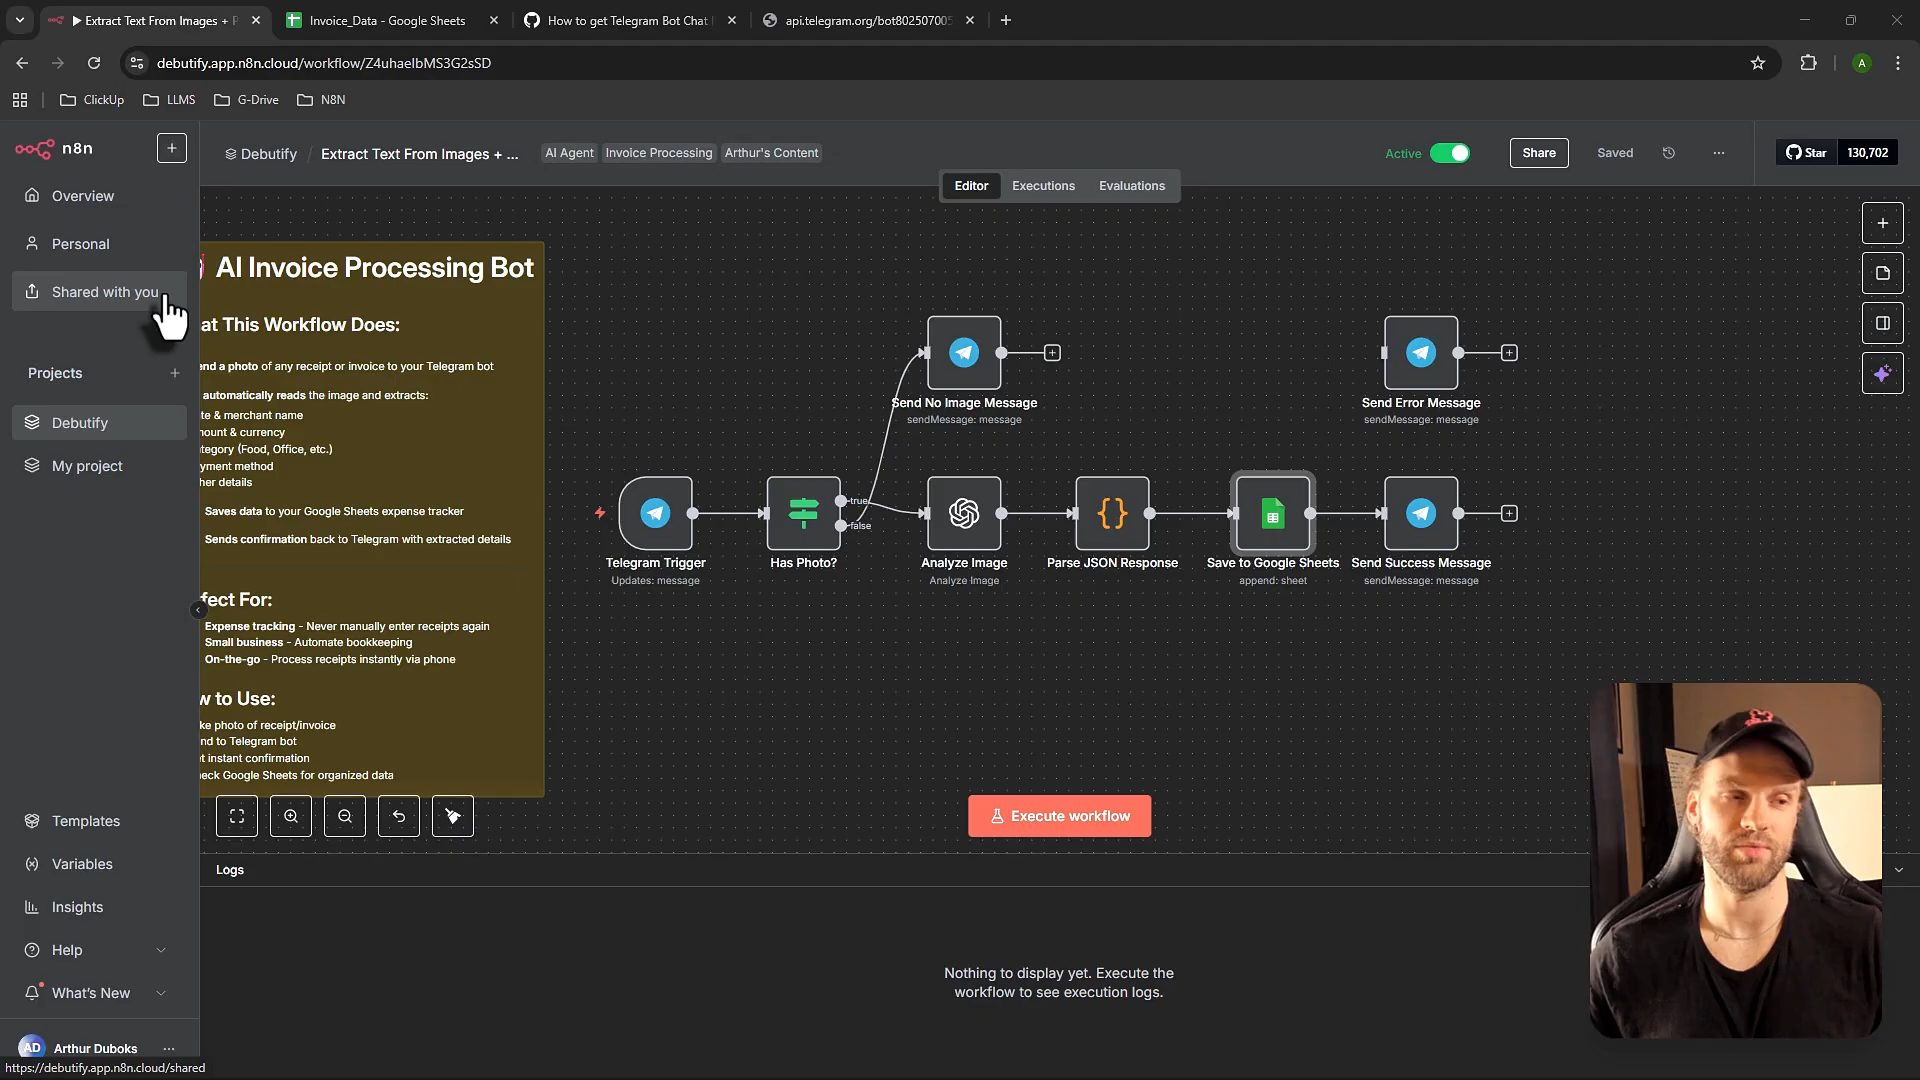 Extract Text From Images +
Invoice_Data - Google Sheets
How to get Telegram Bot Chat
api.telegram.org/bot802507005
debutify.app.n8n.cloud/workflow/Z4uhaelbMS3G2sSD
A
ClickUp
LLMS
G-Drive
N8N
n8n
Debutify / Extract Text From Images + ...
AI Agent
Invoice Processing
Arthur's Content
Active
Share
Saved
...
Star 130,702
Editor
Executions
Evaluations
Overview
Personal
Shared with you
Projects
Debutify
My project
AI Invoice Processing Bot
at This Workflow Does:
end a photo of any receipt or invoice to your Telegram bot
automatically reads the image and extracts:
te & merchant name
nount & currency
tegory (Food, Office, etc.)
yment method
her details
Saves data to your Google Sheets expense tracker
Sends confirmation back to Telegram with extracted details
fect For:
Expense tracking - Never manually enter receipts again
Small business - Automate bookkeeping
On-the-go - Process receipts instantly via phone
w to Use:
ke photo of receipt/invoice
nd to Telegram bot
t instant confirmation
eck Google Sheets for organized data
Send No Image Message
sendMessage: message
Send Error Message
sendMessage: message
true
false
Telegram Trigger
Updates: message
Has Photo?
Analyze Image
Analyze Image
Parse JSON Response
Save to Google Sheets
append: sheet
Send Success Message
sendMessage: message
Execute workflow
Templates
Variables
Insights
Help
What's New
Logs
Nothing to display yet. Execute the
workflow to see execution logs.
AD
Arthur Duboks
...
https://debutify.app.n8n.cloud/shared